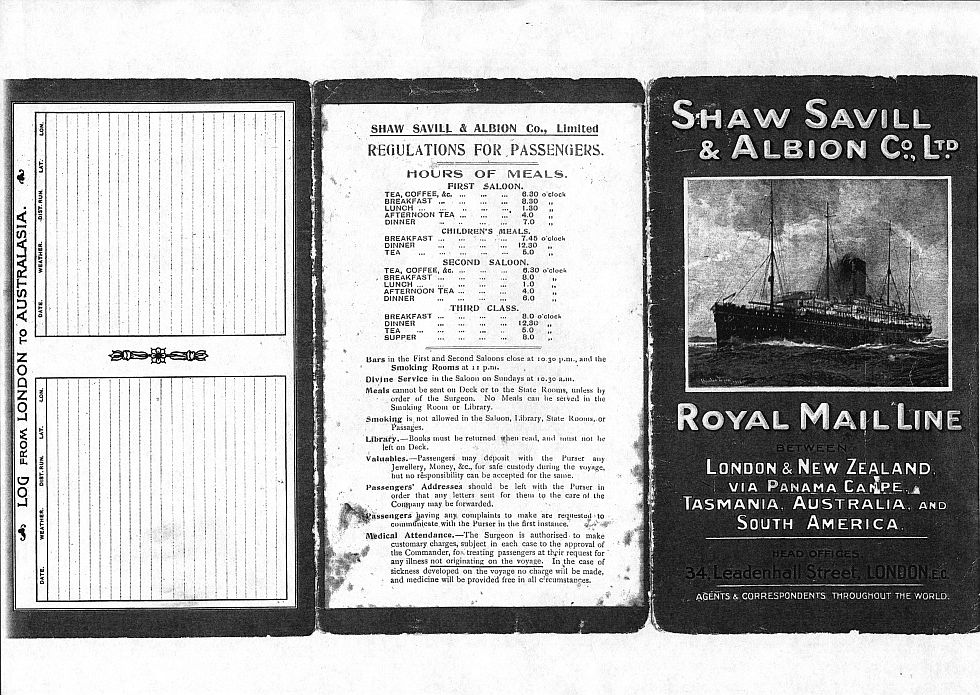 LOG FROM LONDON TO AUSTRALASIA.
DATE. WEATHER. DIST. RUN. LAT. LON.
DATE. WEATHER. DIST. RUN. LAT. LON.
SHAW SAVILL & ALBION Co., Limited
REGULATIONS FOR PASSENGERS.
HOURS OF MEALS.
FIRST SALOON.
TEA, COFFEE, &c. ... ... ... 6.30 o'clock
BREAKFAST ... ... ... 8.30 „
LUNCH ... ... ... ... 1.30 „
AFTERNOON TEA ... ... ... 4.0 „
DINNER ... ... ... 7.0 „
CHILDREN'S MEALS.
BREAKFAST ... ... ... 7.45 o'clock
DINNER ... ... ... 12.30 „
TEA ... ... ... ... 5.0 „
SECOND SALOON.
TEA, COFFEE, &c. ... ... ... 6.30 o'clock
BREAKFAST ... ... ... 8.0 „
LUNCH ... ... ... ... 1.0 „
AFTERNOON TEA ... ... ... 4.0 „
DINNER ... ... ... 6.0 „
THIRD CLASS.
BREAKFAST ... ... ... 8.0 o'clock
DINNER ... ... ... 12.30 „
TEA ... ... ... ... 5.0 „
SUPPER ... ... ... 8.0 „
Bars in the First and Second Saloons close at 10.30 p.m., and the
Smoking Rooms at 11 p.m.
Divine Service in the Saloon on Sundays at 10.30 a.m.
Meals cannot be sent on Deck or to the State Rooms, unless by
order of the Surgeon. No Meals can be served in the
Smoking Room or Library.
Smoking is not allowed in the Saloon, Library, State Rooms, or
Passages.
Library.—Books must be returned when read, and must not be
left on Deck.
Valuables.—Passengers may deposit with the Purser any
Jewellery, Money, &c., for safe custody during the voyage,
but no responsibility can be accepted for the same.
Passengers' Addresses should be left with the Purser in
order that any letters sent for them to the care of the
Company may be forwarded.
Passengers having any complaints to make are requested to
communicate with the Purser in the first instance.
Medical Attendance.—The Surgeon is authorised to make
customary charges, subject in each case to the approval of
the Commander, for treating passengers at their request for
any illness not originating on the voyage. In the case of
sickness developed on the voyage no charge will be made,
and medicine will be provided free in all circumstances.
SHAW SAVILL
& ALBION CO., LTD.
ROYAL MAIL LINE
BETWEEN
LONDON & NEW ZEALAND,
VIA PANAMA CANAL,
TASMANIA, AUSTRALIA, AND
SOUTH AMERICA.
HEAD OFFICES
34, Leadenhall Street, LONDON, E.C.
AGENTS & CORRESPONDENTS THROUGHOUT THE WORLD.